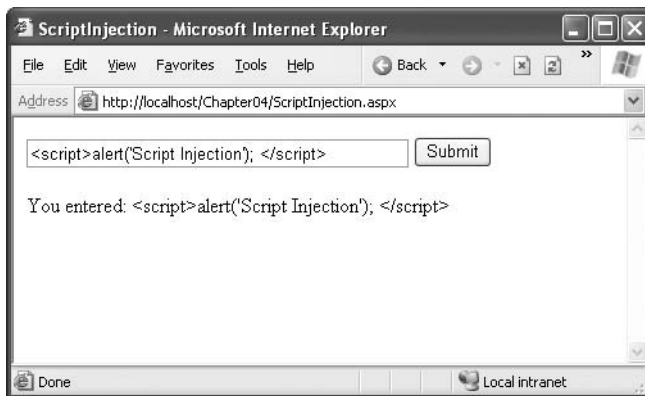 ScriptInjection - Microsoft Internet Explorer
File Edit View Favorites Tools Help Back »
Address http://localhost/Chapter04/ScriptInjection.aspx
<script>alert('Script Injection'); </script> Submit
You entered: <script>alert('Script Injection'); </script>
Done Local intranet